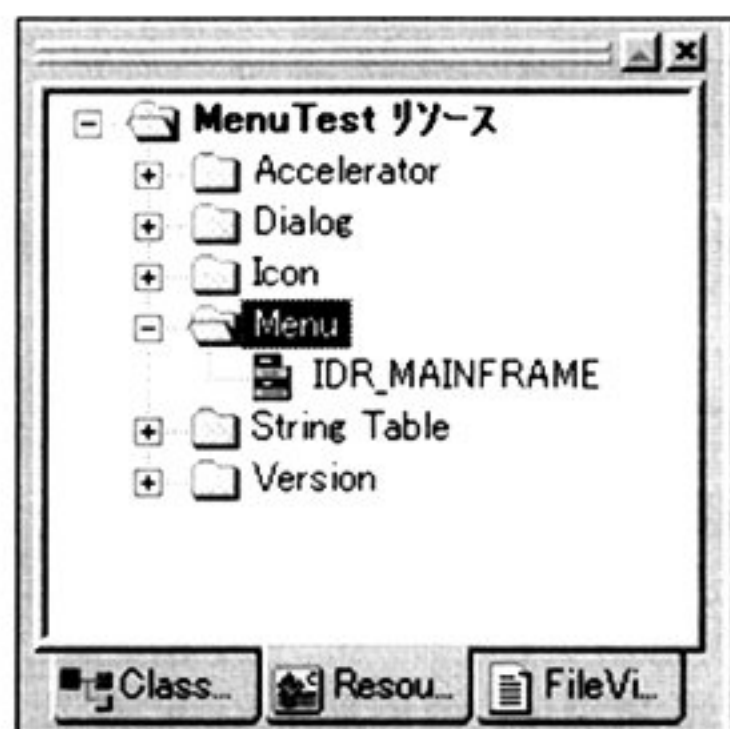 MenuTest リソース
Accelerator
Dialog
Icon
Menu
IDR_MAINFRAME
String Table
Version
Class... Resou... FileVi...